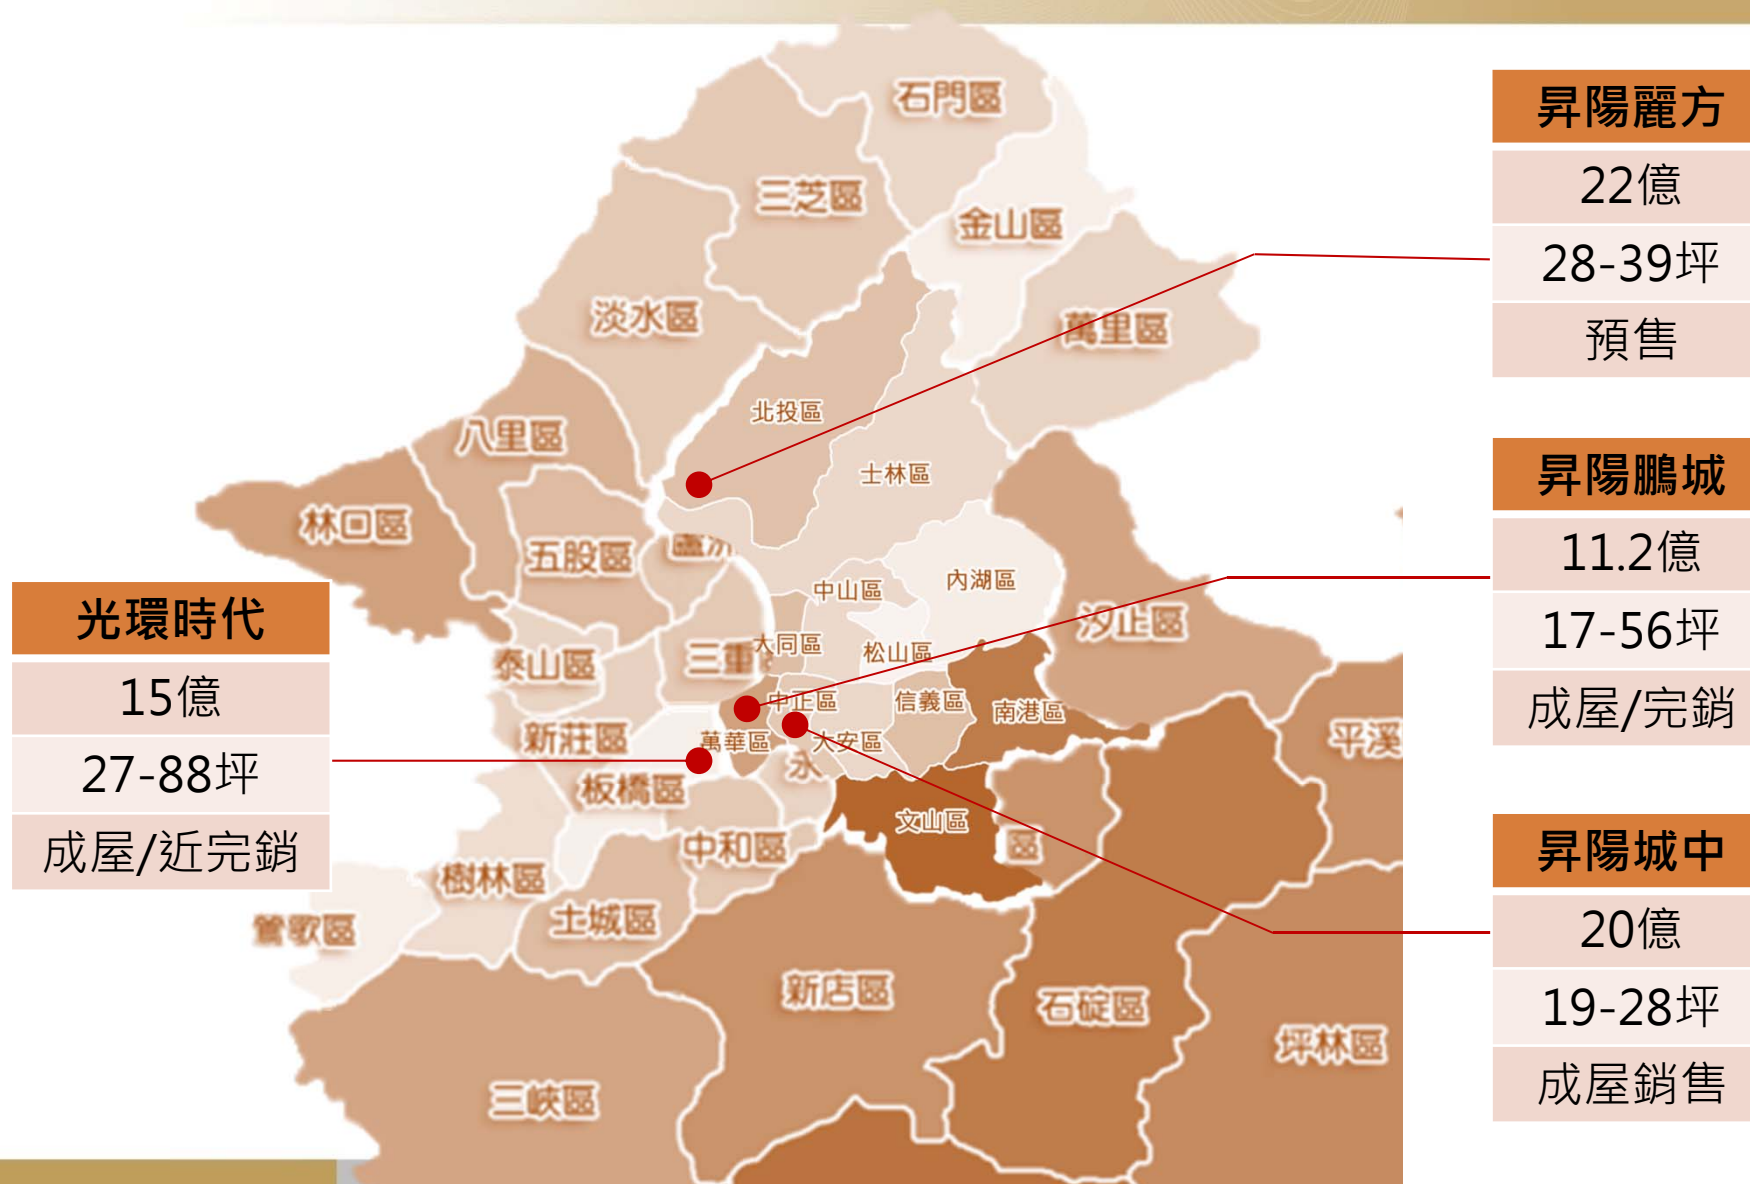 石門區
三芝區
金山區
淡水區
萬里區
北投區
八里區
士林區
林口區
五股區
蘆洲
中山區
內湖區
汐止區
泰山區
三重
大同區
松山區
中正區
信義區
南港區
新莊區
萬華區
大安區
平溪
永
板橋區
文山區
中和區
區
樹林區
土城區
鶯歌區
新店區
石碇區
坪林區
三峽區
光環時代
15億
27-88坪
成屋/近完銷
昇陽麗方
22億
28-39坪
預售
昇陽鵬城
11.2億
17-56坪
成屋/完銷
昇陽城中
20億
19-28坪
成屋銷售